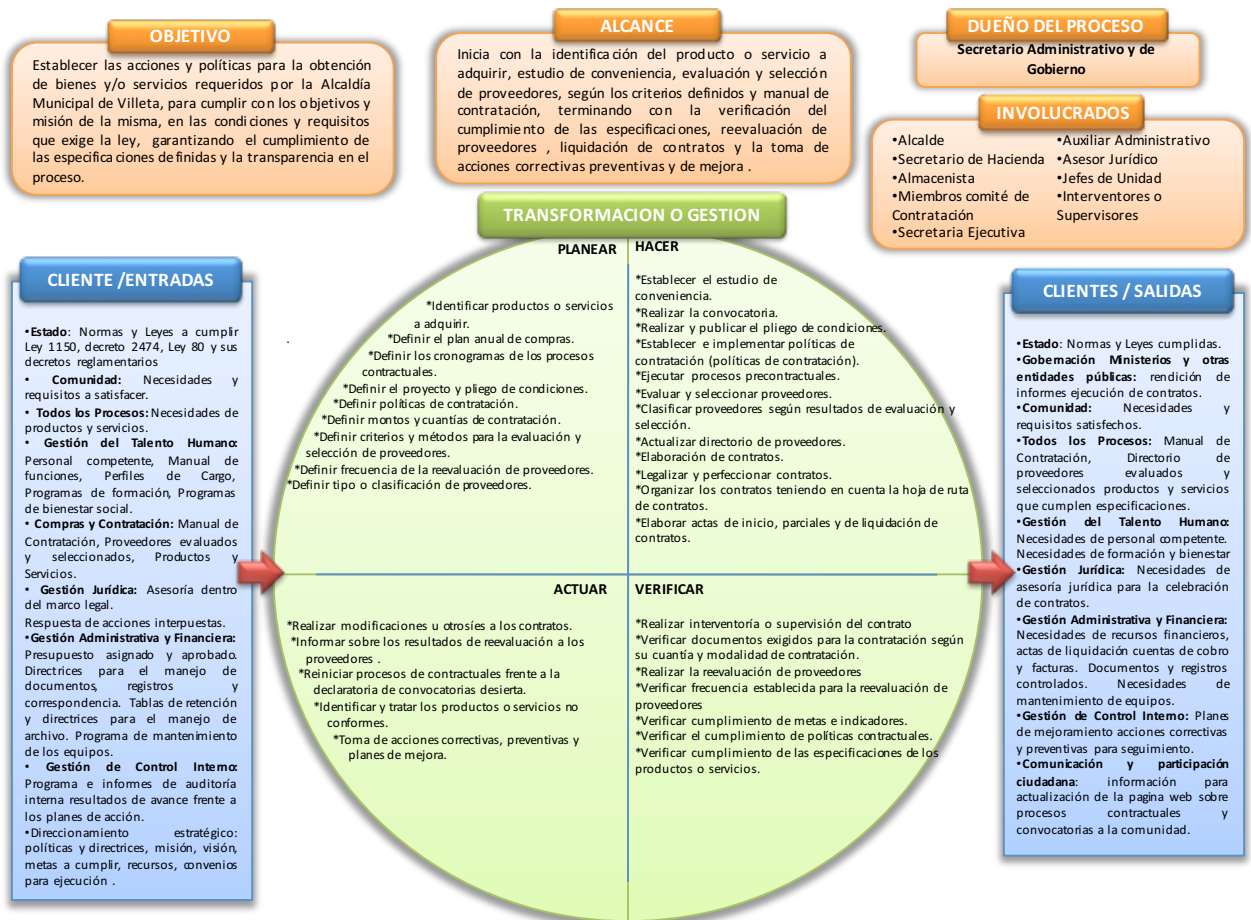 OBJETIVO
Establecer las acciones y políticas para la obtención
de bienes y/o servicios requeridos por la Alcaldía
Municipal de Villeta, para cumplir con los objetivos y
misión de la misma, en las condiciones y requisitos
que exige la ley, garantizando el cumplimiento de
las especificaciones definidas y la transparencia en el
proceso.
ALCANCE
Inicia con la identificación del producto o servicio a
adquirir, estudio de conveniencia, evaluación y selección
de proveedores, según los criterios definidos y manual de
contratación, terminando con la verificación del
cumplimiento de las especificaciones, reevaluación de
proveedores , liquidación de contratos y la toma de
acciones correctivas preventivas y de mejora .
DUEÑO DEL PROCESO
Secretario Administrativo y de
Gobierno
INVOLUCRADOS
•Alcalde
•Secretario de Hacienda
•Almacenista
•Miembros comité de
Contratación
•Secretaria Ejecutiva
•Auxiliar Administrativo
•Asesor Jurídico
•Jefes de Unidad
•Interventores o
Supervisores
CLIENTE /ENTRADAS
•Estado: Normas y Leyes a cumplir
Ley 1150, decreto 2474, Ley 80 y sus
decretos reglamentarios
• Comunidad: Necesidades y
requisitos a satisfacer.
• Todos los Procesos: Necesidades de
productos y servicios.
• Gestión del Talento Humano:
Personal competente, Manual de
funciones, Perfiles de Cargo,
Programas de formación, Programas
de bienestar social.
• Compras y Contratación: Manual de
Contratación, Proveedores evaluados
y seleccionados, Productos y
Servicios.
• Gestión Jurídica: Asesoría dentro
del marco legal.
Respuesta de acciones interpuestas.
•Gestión Administrativa y Financiera:
Presupuesto asignado y aprobado.
Directrices para el manejo de
documentos, registros y
correspondencia. Tablas de retención
y directrices para el manejo de
archivo. Programa de mantenimiento
de los equipos.
• Gestión de Control Interno:
Programa e informes de auditoría
interna resultados de avance frente a
los planes de acción.
•Direccionamiento estratégico:
políticas y directrices, misión, visión,
metas a cumplir, recursos, convenios
para ejecución .
.
TRANSFORMACION O GESTION
PLANEAR
*Identificar productos o servicios
a adquirir.
*Definir el plan anual de compras.
*Definir los cronogramas de los procesos
contractuales.
*Definir el proyecto y pliego de condiciones.
*Definir políticas de contratación.
*Definir montos y cuantías de contratación.
*Definir criterios y métodos para la evaluación y
selección de proveedores.
*Definir frecuencia de la reevaluación de proveedores.
*Definir tipo o clasificación de proveedores.
HACER
*Establecer el estudio de
conveniencia.
*Realizar la convocatoria.
*Realizar y publicar el pliego de condiciones.
*Establecer e implementar políticas de
contratación (políticas de contratación).
*Ejecutar procesos precontractuales.
*Evaluar y seleccionar proveedores.
*Clasificar proveedores según resultados de evaluación y
selección.
*Actualizar directorio de proveedores.
*Elaboración de contratos.
*Legalizar y perfeccionar contratos.
*Organizar los contratos teniendo en cuenta la hoja de ruta
de contratos.
*Elaborar actas de inicio, parciales y de liquidación de
contratos.
ACTUAR
*Realizar modificaciones u otrosíes a los contratos.
*Informar sobre los resultados de reevaluación a los
proveedores .
*Reiniciar procesos de contractuales frente a la
declaratoria de convocatorias desierta.
*Identificar y tratar los productos o servicios no
conformes.
*Toma de acciones correctivas, preventivas y
planes de mejora.
VERIFICAR
*Realizar interventoría o supervisión del contrato
*Verificar documentos exigidos para la contratación según
su cuantía y modalidad de contratación.
*Realizar la reevaluación de proveedores
*Verificar frecuencia establecida para la reevaluación de
proveedores
*Verificar cumplimiento de metas e indicadores.
*Verificar el cumplimiento de políticas contractuales.
*Verificar cumplimiento de las especificaciones de los
productos o servicios.
CLIENTES / SALIDAS
•Estado: Normas y Leyes cumplidas.
•Gobernación Ministerios y otras
entidades públicas: rendición de
informes ejecución de contratos.
•Comunidad: Necesidades y
requisitos satisfechos.
•Todos los Procesos: Manual de
Contratación, Directorio de
proveedores evaluados y
seleccionados productos y servicios
que cumplen especificaciones.
•Gestión del Talento Humano:
Necesidades de personal competente.
Necesidades de formación y bienestar
•Gestión Jurídica: Necesidades de
asesoría jurídica para la celebración
de contratos.
•Gestión Administrativa y Financiera:
Necesidades de recursos financieros,
actas de liquidación cuentas de cobro
y facturas. Documentos y registros
controlados. Necesidades de
mantenimiento de equipos.
•Gestión de Control Interno: Planes
de mejoramiento acciones correctivas
y preventivas para seguimiento.
•Comunicación y participación
ciudadana: información para
actualización de la pagina web sobre
procesos contractuales y
convocatorias a la comunidad.